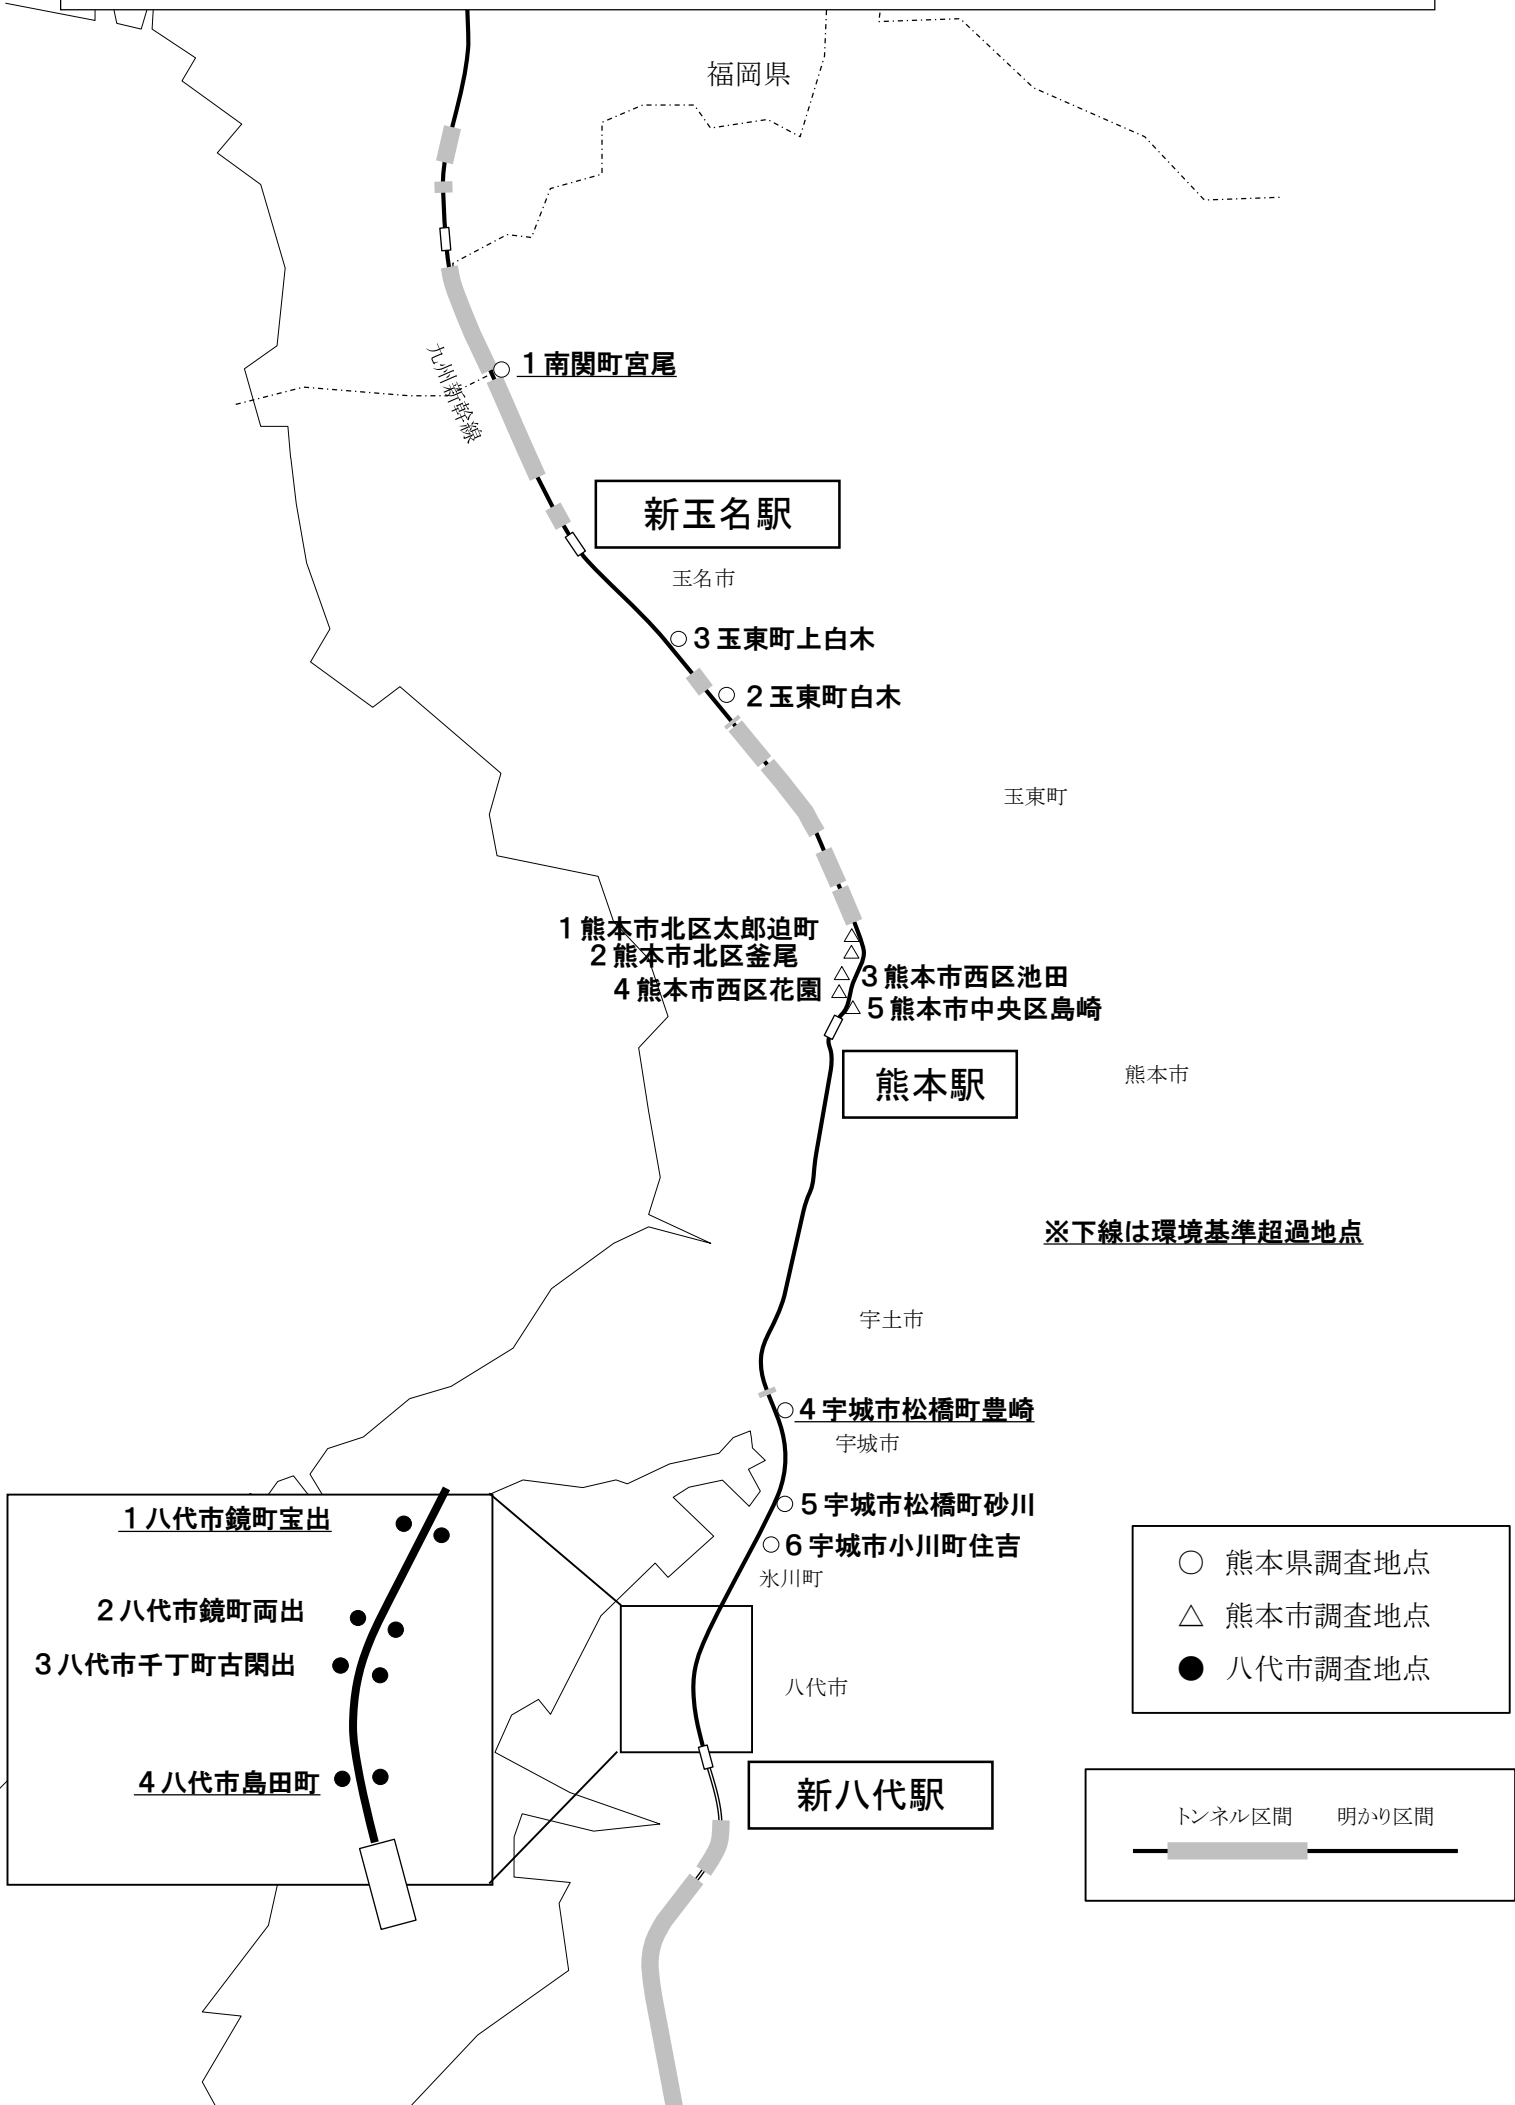 福岡県
1 南関町宮尾
九州新幹線
新玉名駅
玉名市
3 玉東町上白木
2 玉東町白木
玉東町
1 熊本市北区太郎迫町
2 熊本市北区釜尾
3 熊本市西区池田
4 熊本市西区花園
5 熊本市中央区島崎
熊本駅
熊本市
※下線は環境基準超過地点
宇土市
4 宇城市松橋町豊崎
宇城市
5 宇城市松橋町砂川
6 宇城市小川町住吉
氷川町
1 八代市鏡町宝出
2 八代市鏡町両出
3 八代市千丁町古閑出
4 八代市島田町
八代市
新八代駅
○ 熊本県調査地点
△ 熊本市調査地点
● 八代市調査地点
トンネル区間 明かり区間